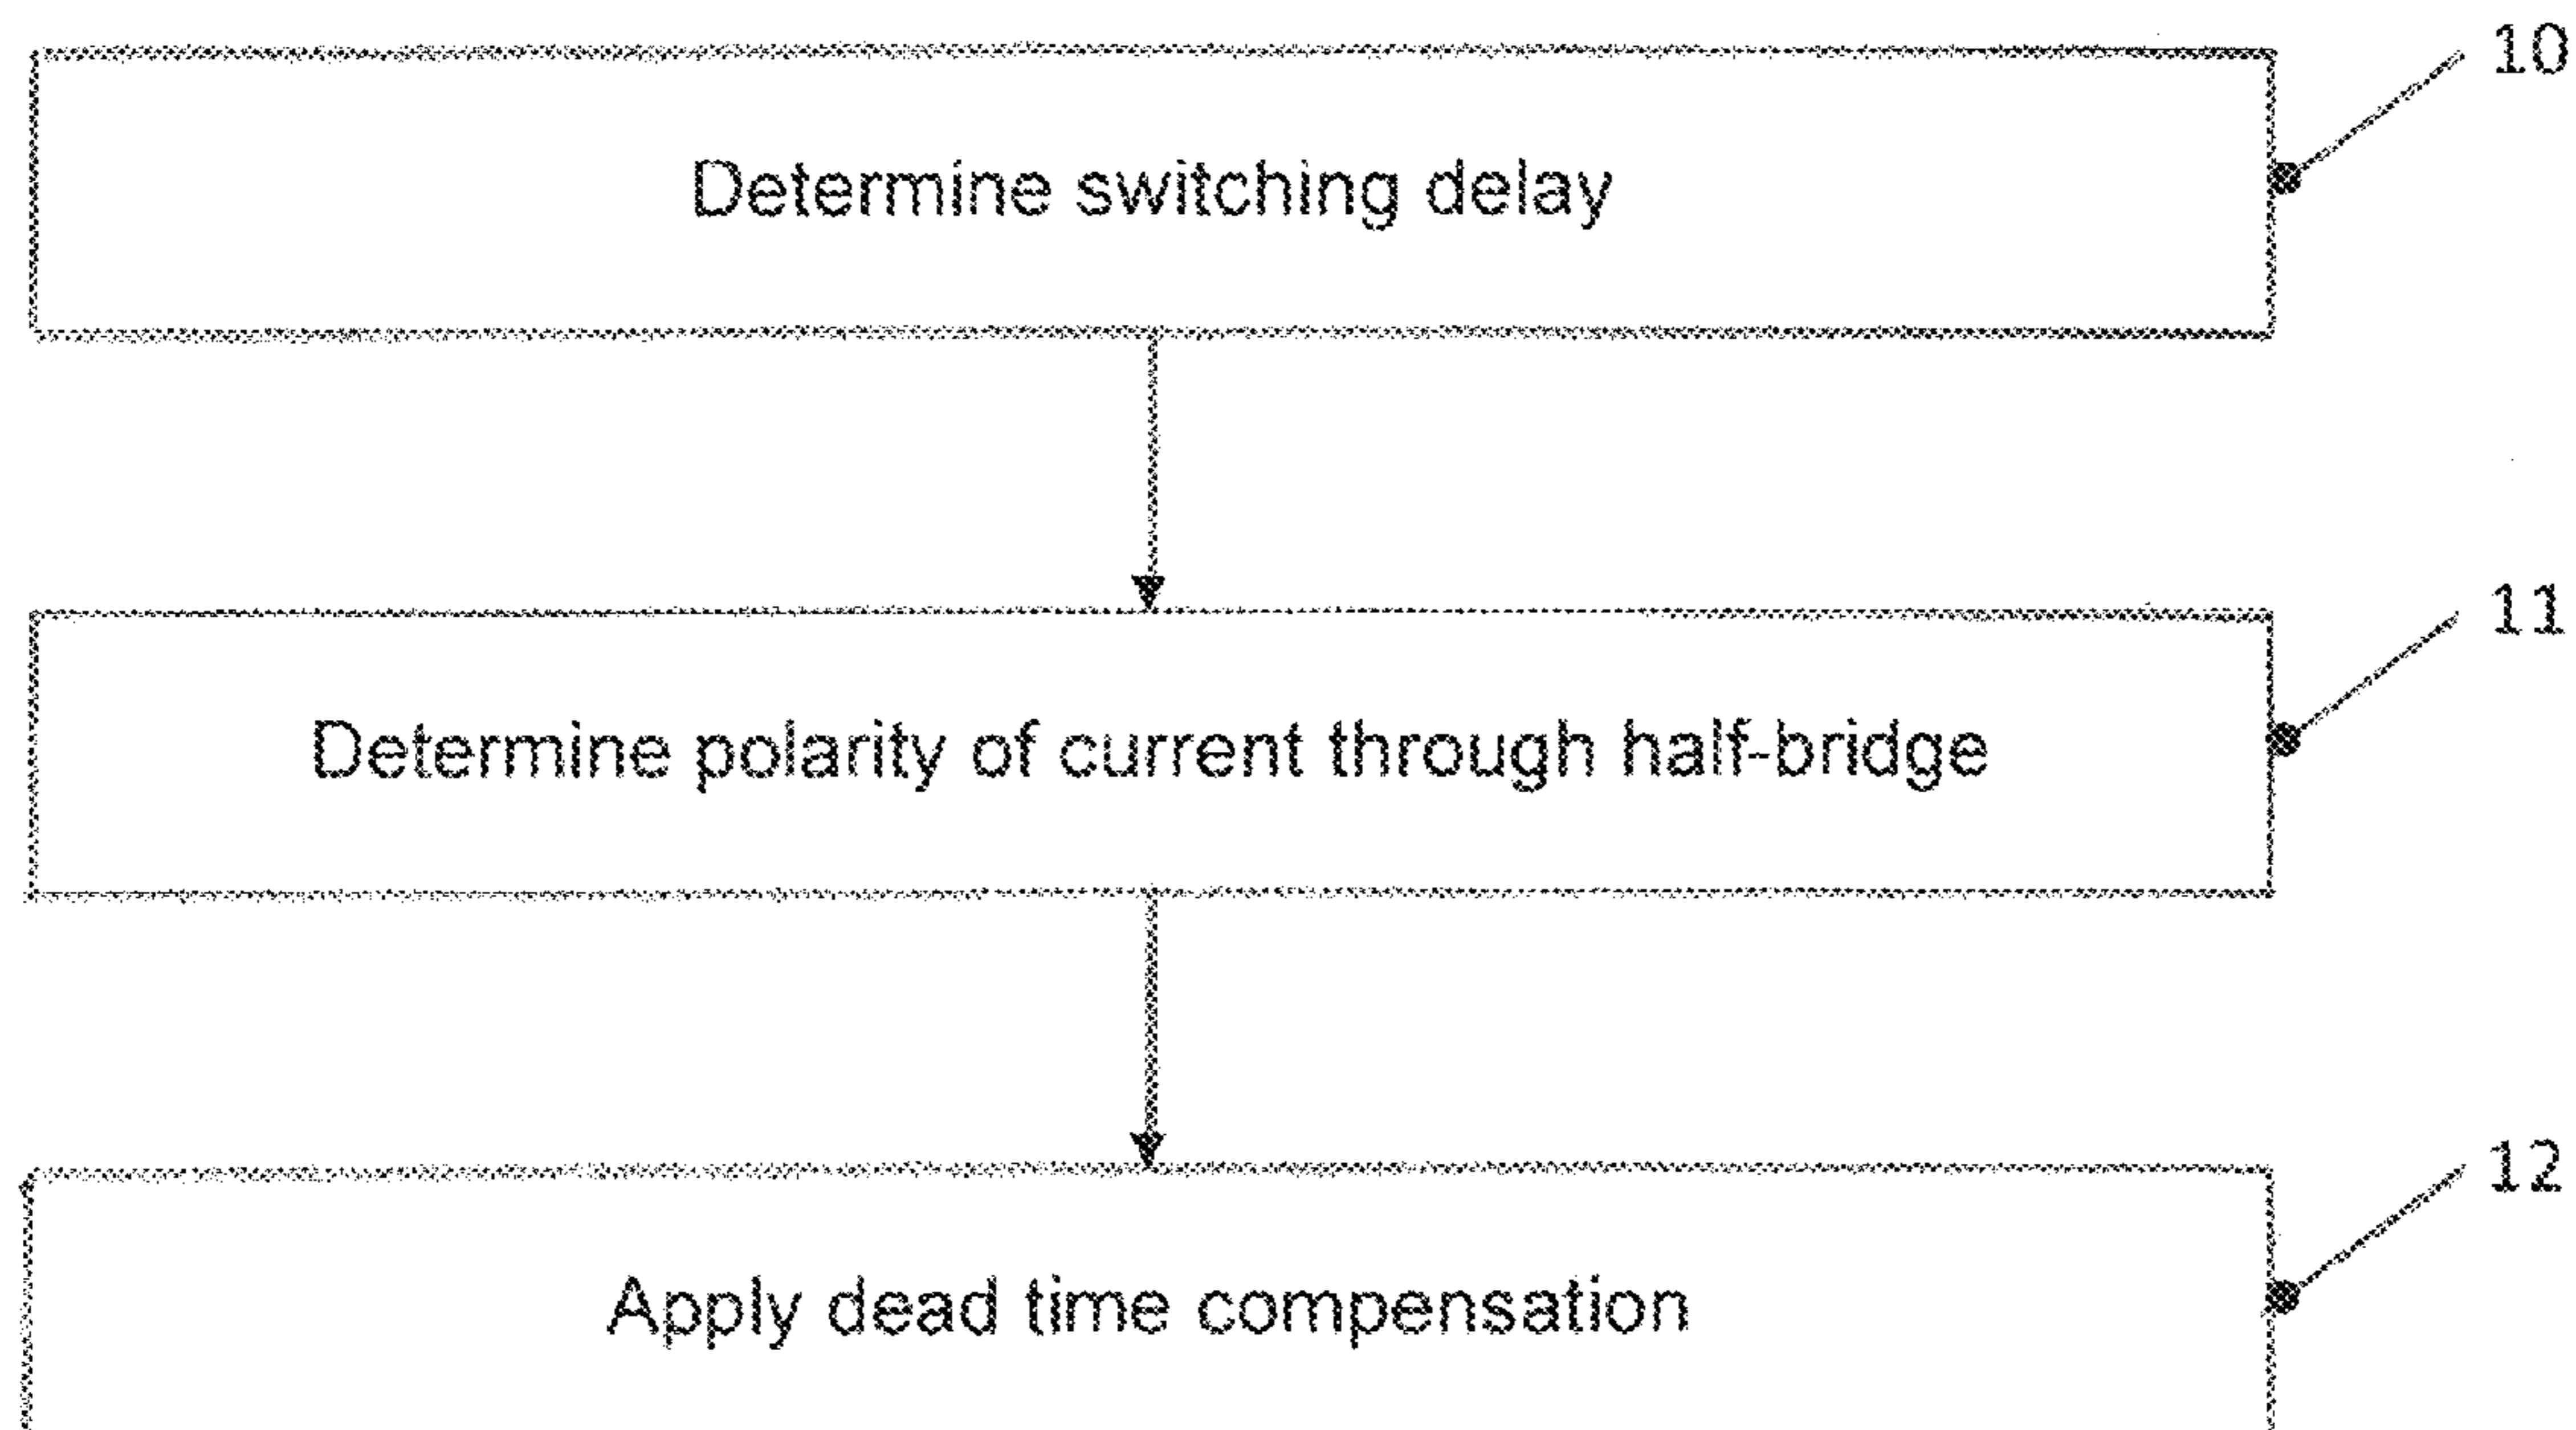 10
Determine switching delay
11
Determine polarity of current through half-bridge
12
Apply dead time compensation